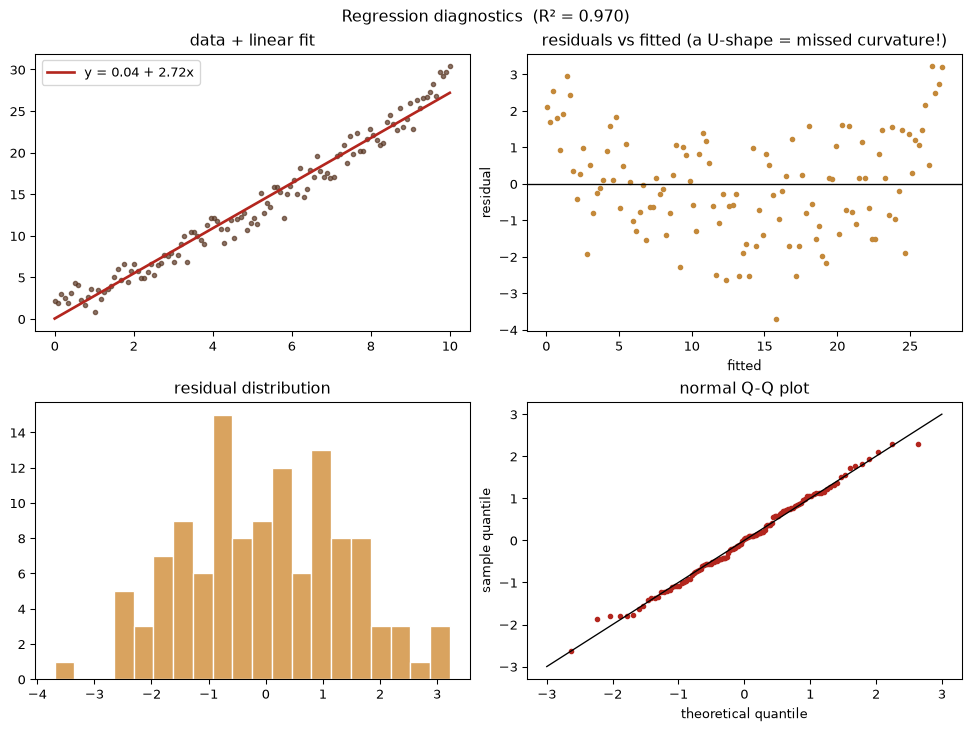 Regression diagnostics  (R² = 0.970)
data + linear fit
y = 0.04 + 2.72x
30
25
20
15
10
5
0
0 2 4 6 8 10
residuals vs fitted (a U-shape = missed curvature!)
residual
3
2
1
0
−1
−2
−3
−4
0 5 10 15 20 25
fitted
residual distribution
14
12
10
8
6
4
2
0
−4 −3 −2 −1 0 1 2 3
normal Q-Q plot
sample quantile
3
2
1
0
−1
−2
−3
−3 −2 −1 0 1 2 3
theoretical quantile